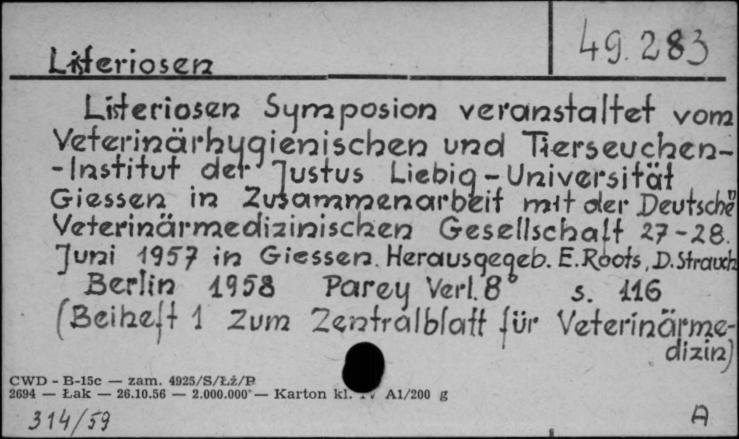 49.283
Listeriosen
Listeriosen Symposion veranstaltet vom
Veterinärhygienischen und Tierseuchen-
-Institut der Justus Liebig-Universität
Giessen in Zusammenarbeit mit der Deutschen
Veterinärmedizinischen Gesellschaft 27-28.
Juni 1957 in Giessen. Herausgegeb. E. Roots, D. Strauch
Berlin 1958 Parey Verl. 8° s. 116
(Beiheft 1 Zum Zentralblatt für Veterinärme-
dizin)
CWD - B-15c — zam. 4925/S/Łż/P
2694 — Łak — 26.10.56 — 2.000.000 — Karton kl. IV A1/200 g
314/59
A